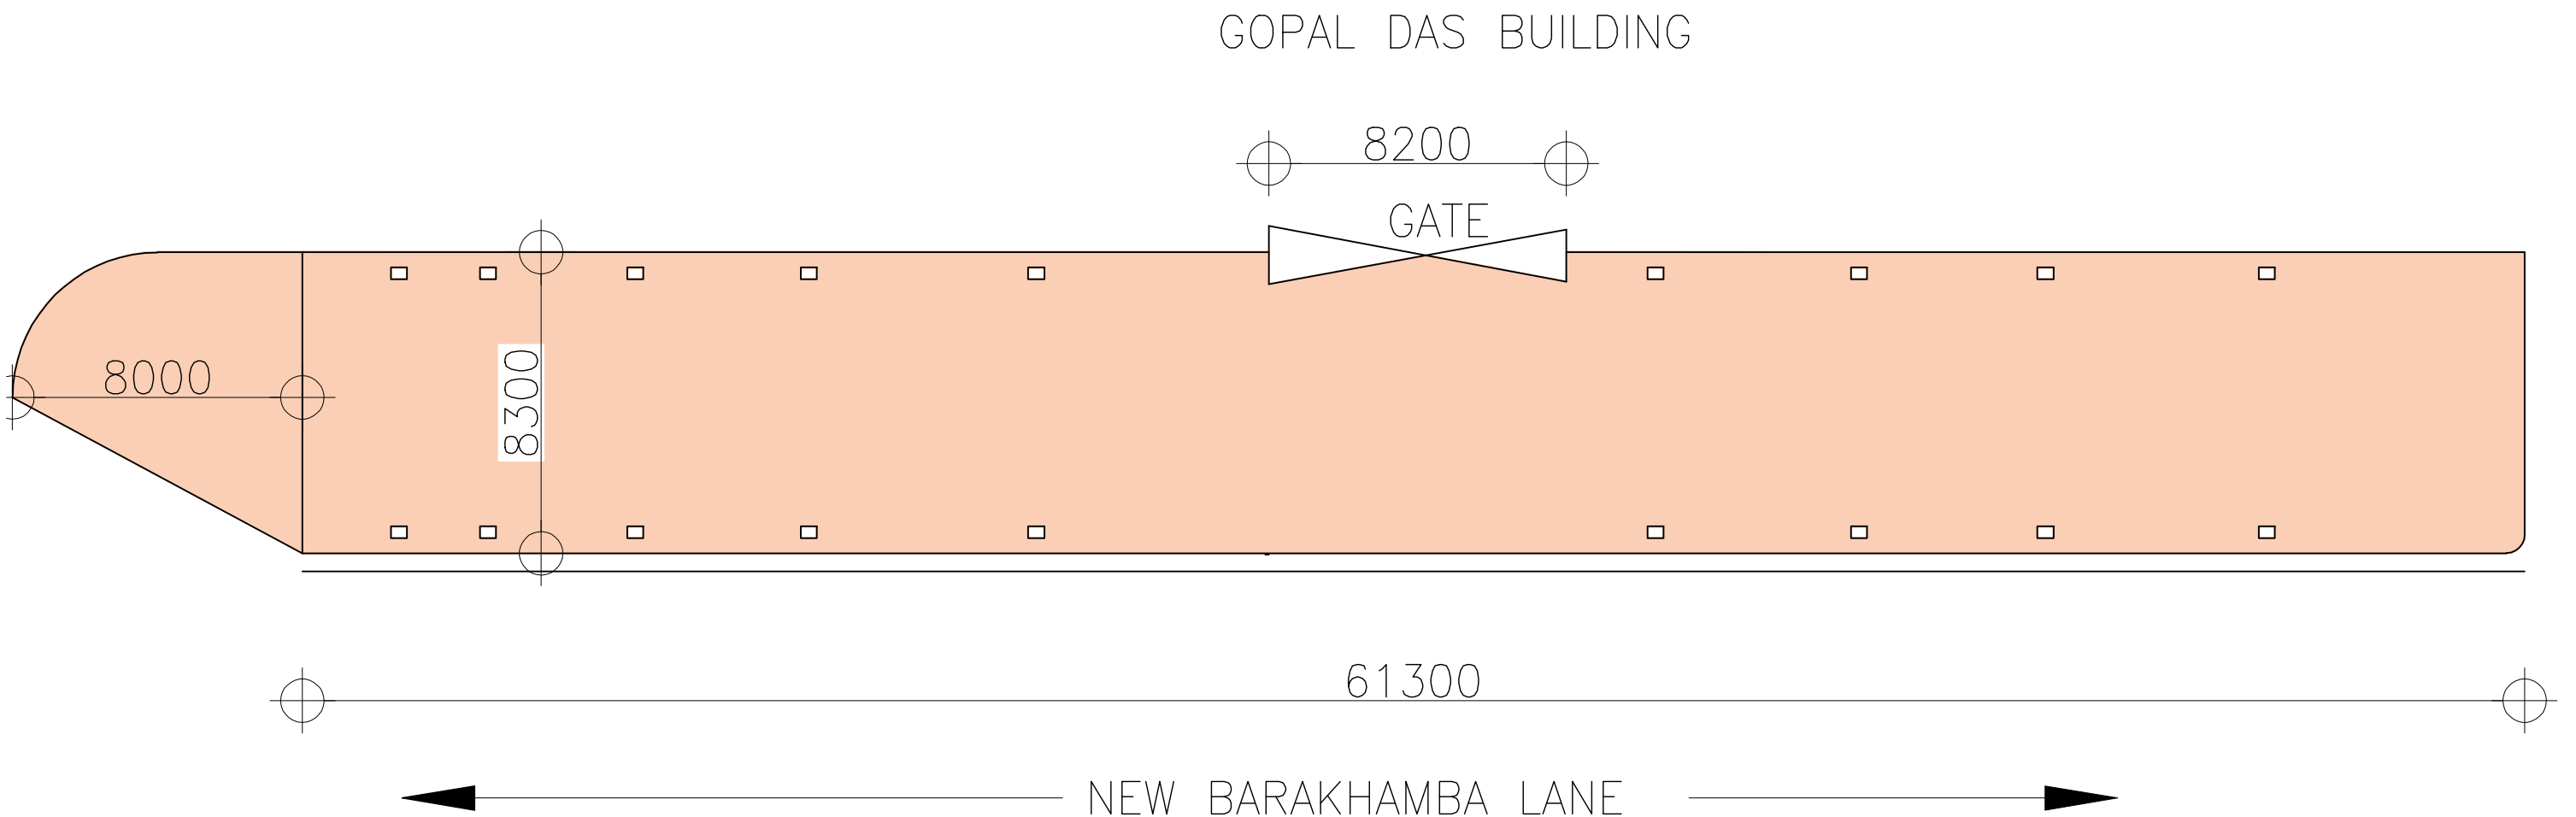 GOPAL DAS BUILDING
8200
GATE
8000
8300
61300
NEW BARAKHAMBA LANE